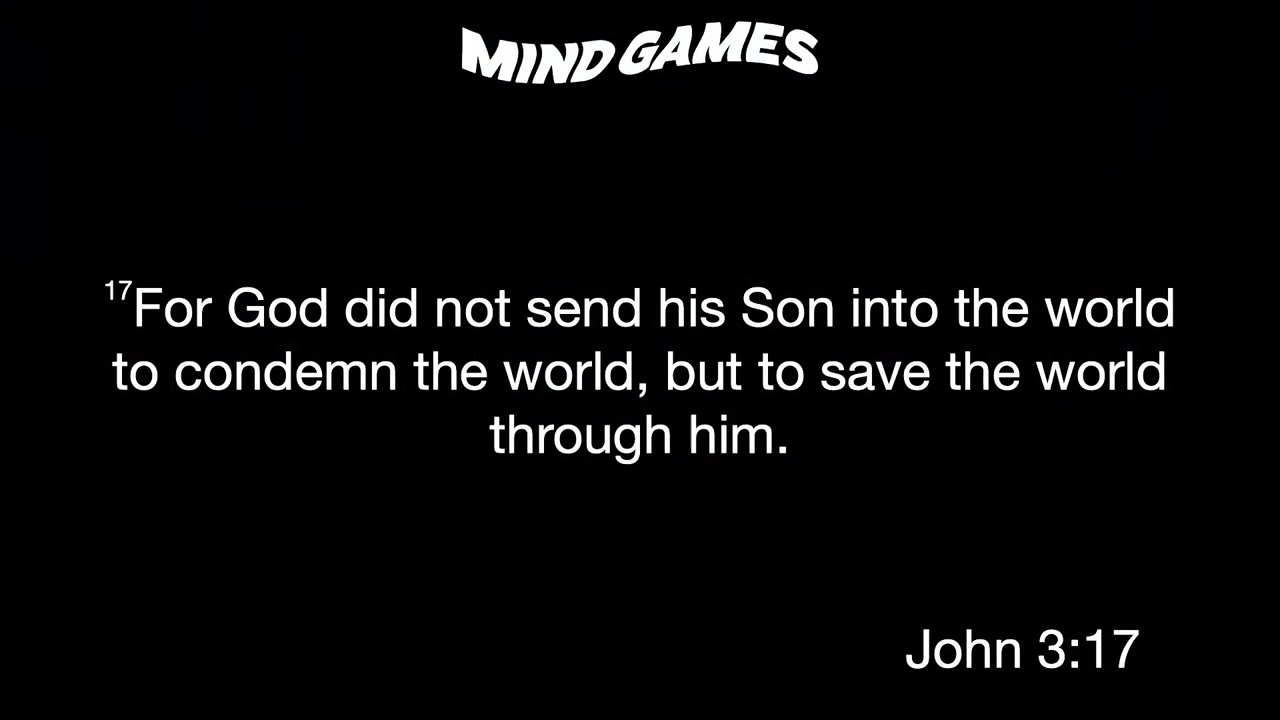 MIND GAMES
17For God did not send his Son into the world
to condemn the world, but to save the world
through him.
John 3:17